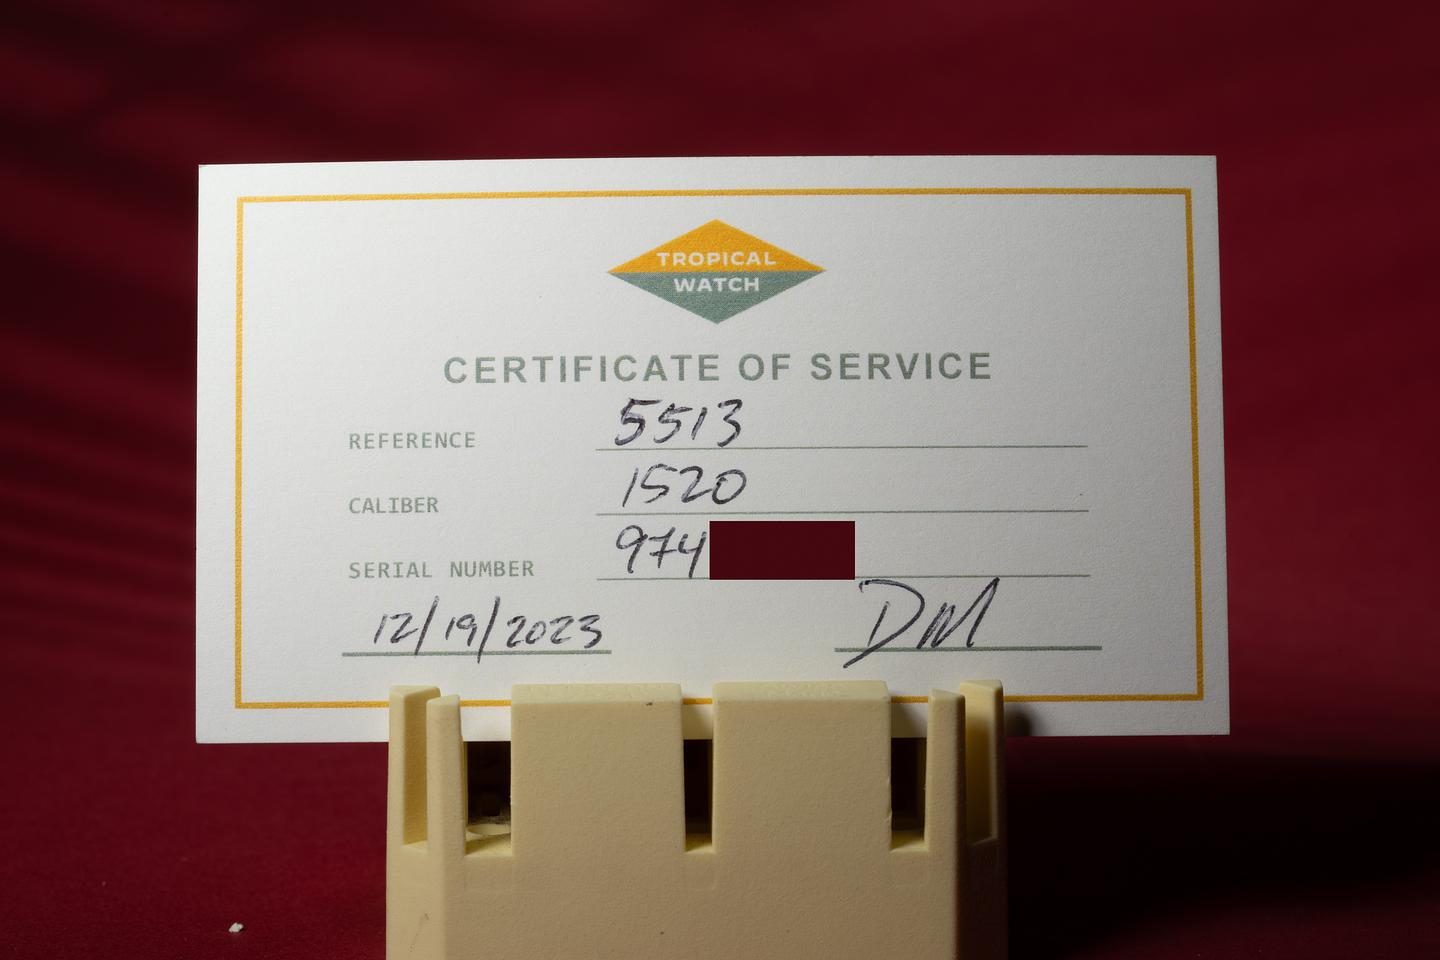 TROPICAL
WATCH
CERTIFICATE OF SERVICE
REFERENCE 5513
CALIBER 1520
SERIAL NUMBER 974
12/19/2023 DM